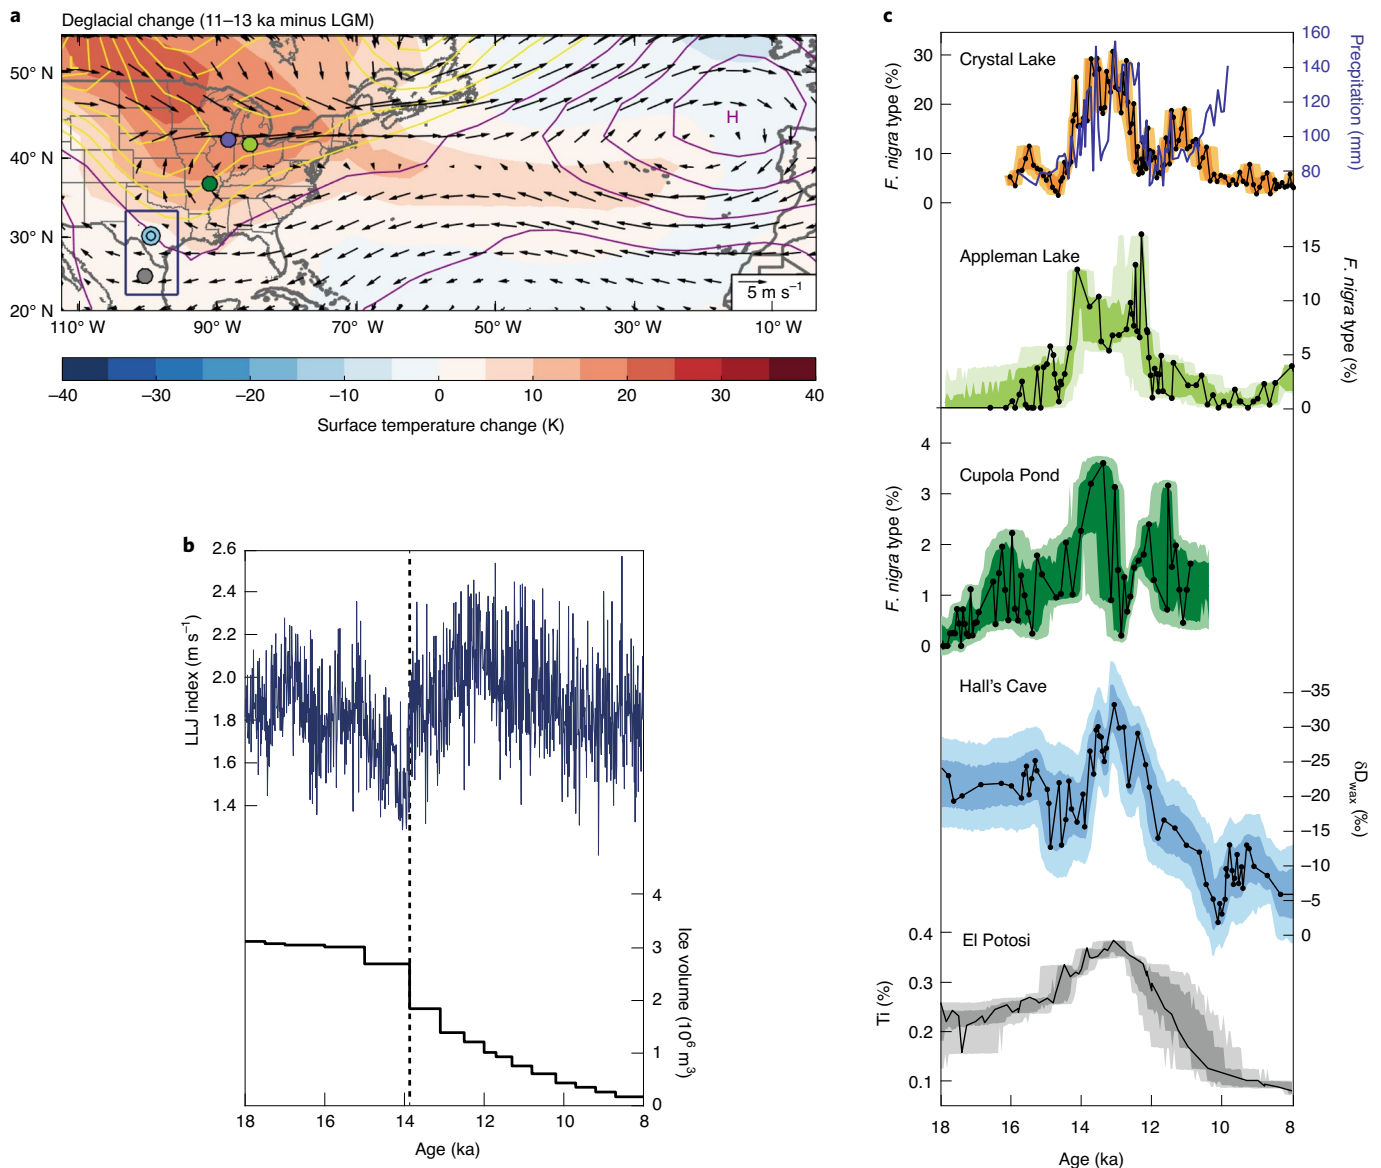 a
Deglacial change (11–13 ka minus LGM)
50° N
40° N
30° N
20° N
H
5 m s⁻¹
110° W
90° W
70° W
50° W
30° W
10° W
−40
−30
−20
−10
0
10
20
30
40
Surface temperature change (K)
b
2.6
2.4
2.2
2.0
1.8
1.6
1.4
LLJ index (m s⁻¹)
4
3
2
1
0
Ice volume (10⁶ m³)
18
16
14
12
10
8
Age (ka)
c
Crystal Lake
30
20
10
0
F. nigra type (%)
160
140
120
100
80
Precpitation (mm)
Appleman Lake
15
10
5
0
F. nigra type (%)
Cupola Pond
4
3
2
1
0
F. nigra type (%)
Hall's Cave
−35
−30
−25
−20
−15
−10
−5
0
δD_wax (‰)
El Potosi
0.4
0.3
0.2
0.1
Ti (%)
18
16
14
12
10
8
Age (ka)